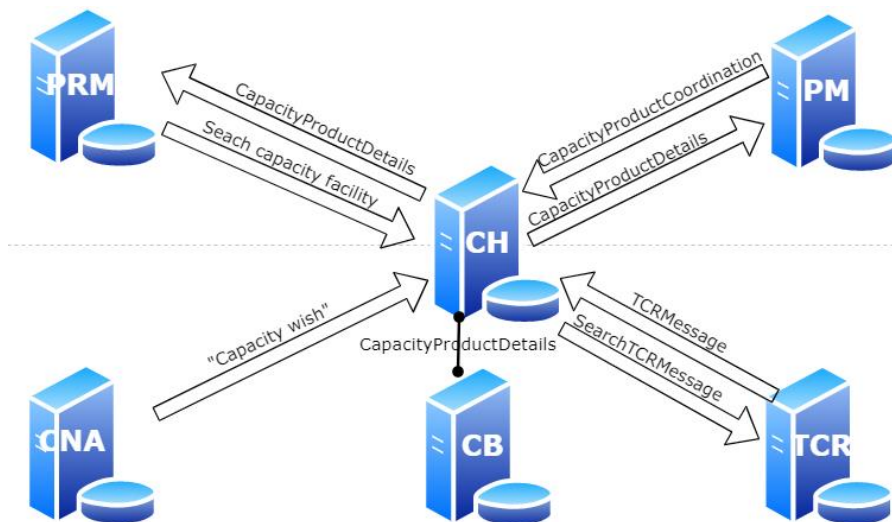 PRM
CapacityProductDetails
Seach capacity facility
CapacityProductCoordination
CapacityProductDetails
PM
CH
"Capacity wish"
CapacityProductDetails
TCRMessage
SearchTCRMessage
CNA
CB
TCR